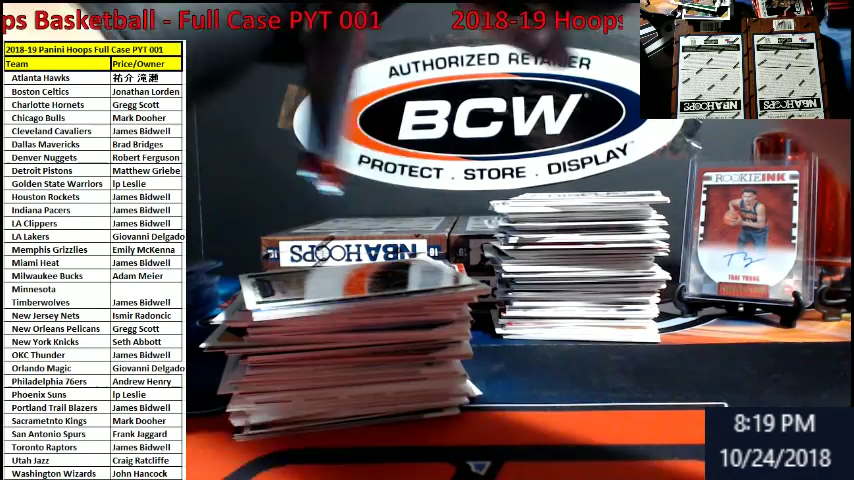 ps Basketball - Full Case PYT 001 2018-19 Hoops
2018-19 Panini Hoops Full Case PYT 001
Team Price/Owner
Atlanta Hawks 祐介 滝瀞
Boston Celtics Jonathan Lorden
Charlotte Hornets Gregg Scott
Chicago Bulls Mark Dooher
Cleveland Cavaliers James Bidwell
Dallas Mavericks Brad Bridges
Denver Nuggets Robert Ferguson
Detroit Pistons Matthew Griebe
Golden State Warriors lp Leslie
Houston Rockets James Bidwell
Indiana Pacers James Bidwell
LA Clippers James Bidwell
LA Lakers Giovanni Delgado
Memphis Grizzlies Emily McKenna
Miami Heat James Bidwell
Milwaukee Bucks Adam Meier
Minnesota
Timberwolves James Bidwell
New Jersey Nets Ismir Radoncic
New Orleans Pelicans Gregg Scott
New York Knicks Seth Abbott
OKC Thunder James Bidwell
Orlando Magic Giovanni Delgado
Philadelphia 76ers Andrew Henry
Phoenix Suns lp Leslie
Portland Trail Blazers James Bidwell
Sacrametnto Kings Mark Dooher
San Antonio Spurs Frank Jaggard
Toronto Raptors James Bidwell
Utah Jazz Craig Ratcliffe
Washington Wizards John Hancock
AUTHORIZED RETAILER
BCW
PROTECT . STORE . DISPLAY
NBA HOOPS
NBA HOOPS
NBA HOOPS
ROOKIE INK
TRAE YOUNG
8:19 PM
10/24/2018